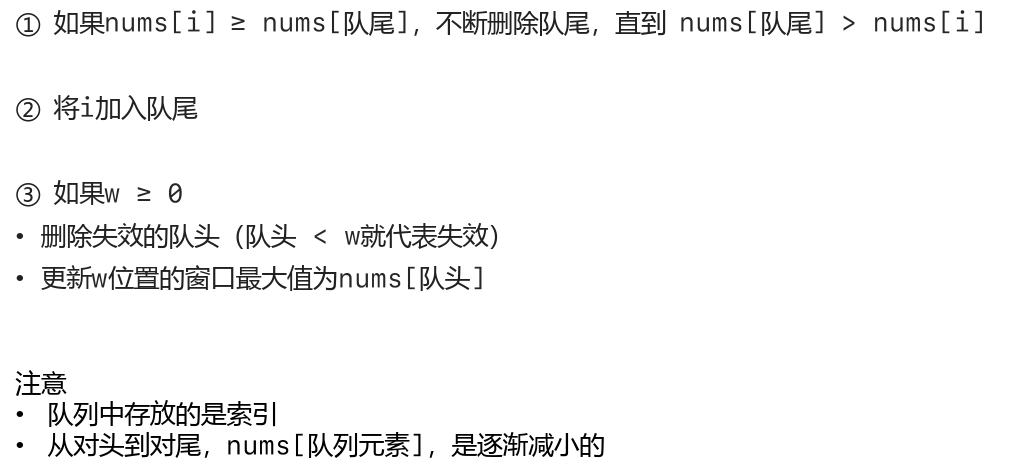 ① 如果nums[i] ≥ nums[队尾]，不断删除队尾，直到 nums[队尾] > nums[i]
② 将i加入队尾
③ 如果w ≥ 0
• 删除失效的队头（队头 < w就代表失效）
• 更新w位置的窗口最大值为nums[队头]
注意
• 队列中存放的是索引
• 从对头到对尾，nums[队列元素]，是逐渐减小的